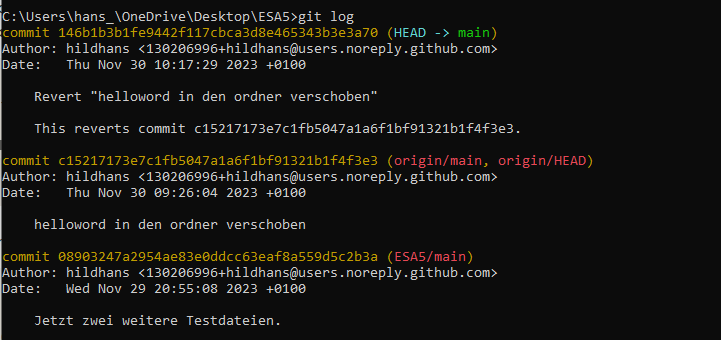 C:\Users\hans_\OneDrive\Desktop\ESA5>git log
commit 146b1b3b1fe9442f117cbca3d8e465343b3e3a70 (HEAD -> main)
Author: hildhans <130206996+hildhans@users.noreply.github.com>
Date:   Thu Nov 30 10:17:29 2023 +0100
    Revert "helloword in den ordner verschoben"
    This reverts commit c15217173e7c1fb5047a1a6f1bf91321b1f4f3e3.
commit c15217173e7c1fb5047a1a6f1bf91321b1f4f3e3 (origin/main, origin/HEAD)
Author: hildhans <130206996+hildhans@users.noreply.github.com>
Date:   Thu Nov 30 09:26:04 2023 +0100
    helloword in den ordner verschoben
commit 08903247a2954ae83e0ddcc63eaf8a559d5c2b3a (ESA5/main)
Author: hildhans <130206996+hildhans@users.noreply.github.com>
Date:   Wed Nov 29 20:55:08 2023 +0100
    Jetzt zwei weitere Testdateien.